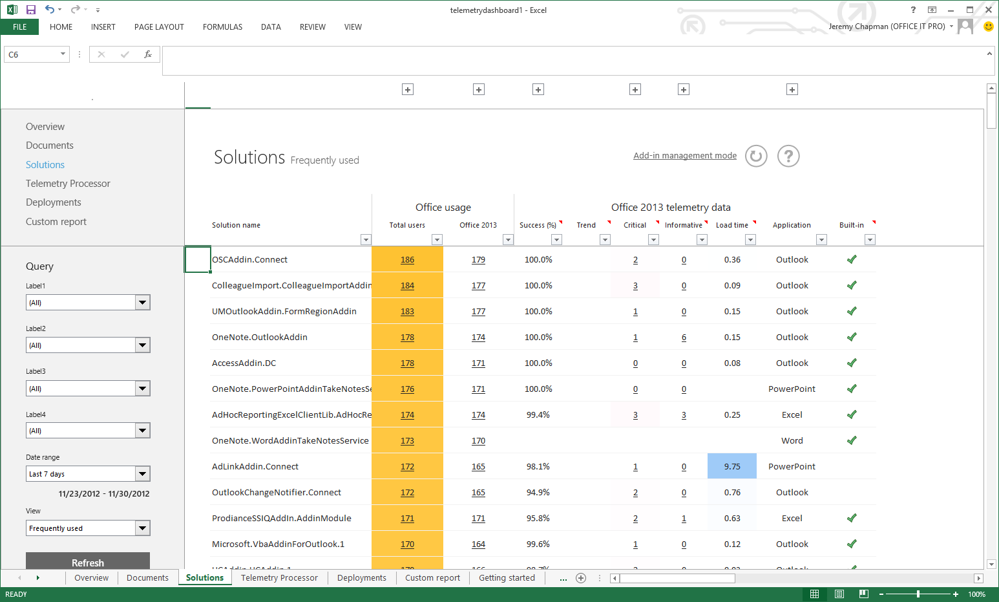 telemetrydashboard1 - Excel
?
FILE HOME INSERT PAGE LAYOUT FORMULAS DATA REVIEW VIEW
Jeremy Chapman (OFFICE IT PRO)
C6
fx
Overview
Documents
Solutions
Telemetry Processor
Deployments
Custom report
Solutions Frequently used
Add-in management mode
?
Office usage Office 2013 telemetry data
Solution name Total users Office 2013 Success (%) Trend Critical Informative Load time Application Built-in
OSCAddin.Connect 186 179 100.0% 2 0 0.36 Outlook
ColleagueImport.ColleagueImportAddin 184 177 100.0% 3 0 0.09 Outlook
UMOutlookAddin.FormRegionAddin 183 177 100.0% 1 0 0.15 Outlook
OneNote.OutlookAddin 178 174 100.0% 1 6 0.15 Outlook
AccessAddin.DC 178 171 100.0% 0 0 0.08 Outlook
OneNote.PowerPointAddinTakeNotesSe 176 171 100.0% 0 0 PowerPoint
AdHocReportingExcelClientLib.AdHocRe 174 174 99.4% 3 3 0.25 Excel
OneNote.WordAddinTakeNotesService 173 170 Word
AdLinkAddin.Connect 172 165 98.1% 1 0 9.75 PowerPoint
OutlookChangeNotifier.Connect 172 165 94.9% 2 0 0.76 Outlook
ProdianceSSIQAddIn.AddinModule 171 171 95.8% 2 1 0.63 Excel
Microsoft.VbaAddinForOutlook.1 170 164 99.6% 1 0 0.12 Outlook
Query
Label1
(All)
Label2
(All)
Label3
(All)
Label4
(All)
Date range
Last 7 days
11/23/2012 - 11/30/2012
View
Frequently used
Refresh
Overview Documents Solutions Telemetry Processor Deployments Custom report Getting started ...
READY
100%